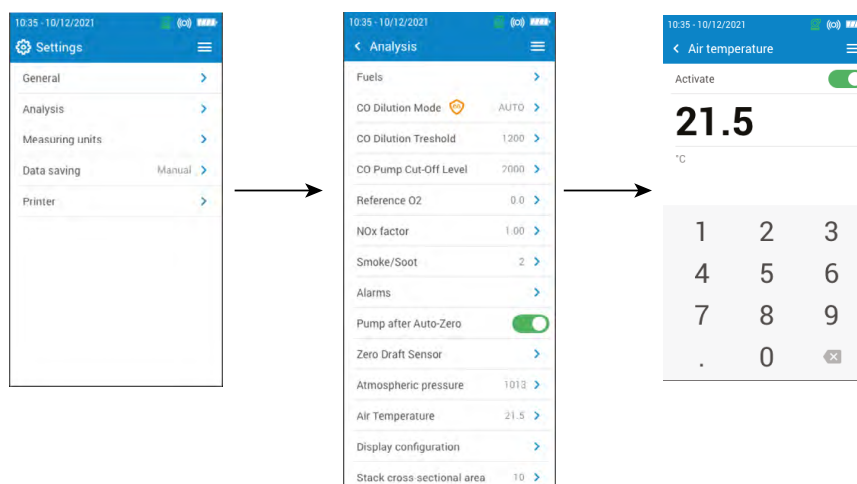 10:35 - 10/12/2021
Settings
General
Analysis
Measuring units
Data saving Manual
Printer
10:35 - 10/12/2021
Analysis
Fuels
CO Dilution Mode AUTO
CO Dilution Treshold 1200
CO Pump Cut-Off Level 2000
Reference O2 0.0
NOx factor 1.00
Smoke/Soot 2
Alarms
Pump after Auto-Zero
Zero Draft Sensor
Atmospheric pressure 1013
Air Temperature 21.5
Display configuration
Stack cross-sectional area 10
10:35 - 10/12/2021
Air temperature
Activate
21.5
°C
1 2 3
4 5 6
7 8 9
. 0